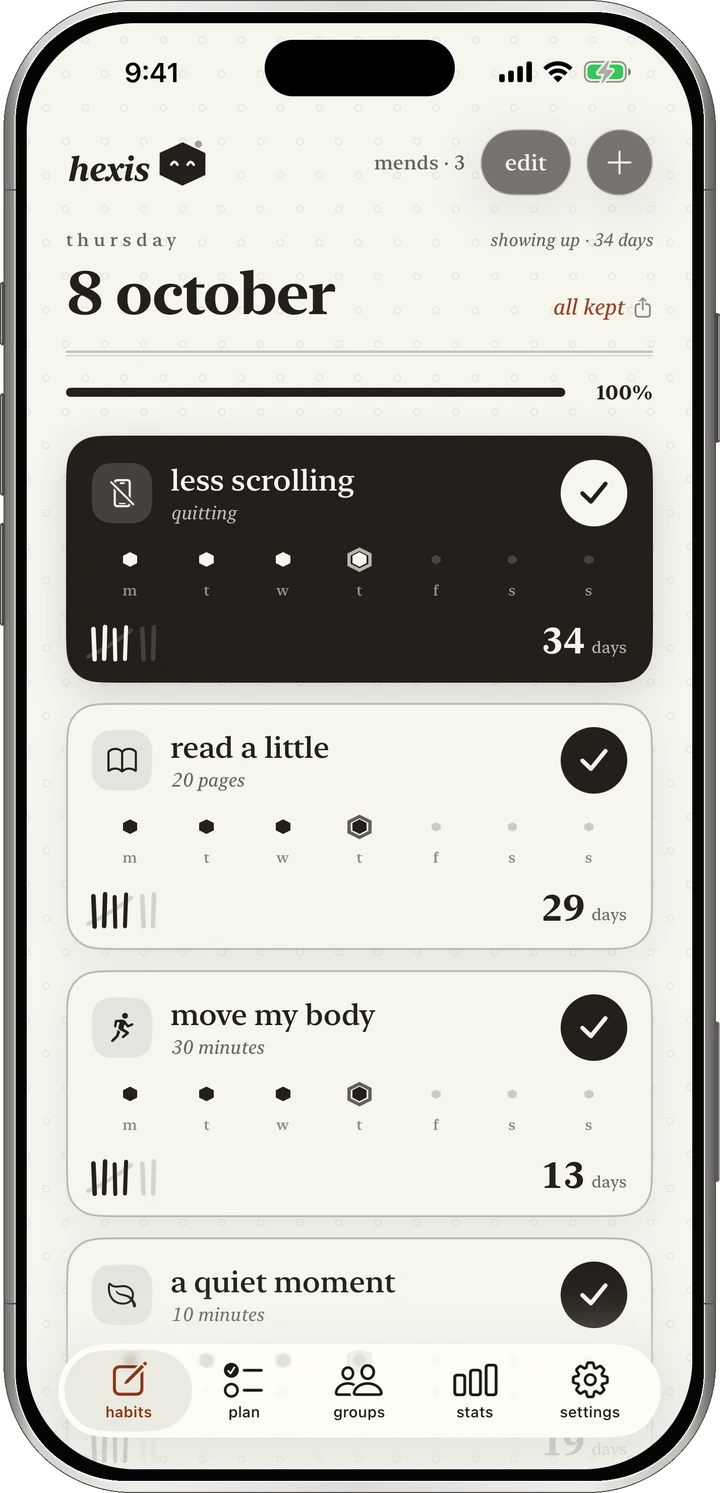 9:41
hexis
mends · 3 edit
thursday
showing up · 34 days
8 october
all kept
100%
less scrolling
quitting
m t w t f s s
34 days
read a little
20 pages
m t w t f s s
29 days
move my body
30 minutes
m t w t f s s
13 days
a quiet moment
10 minutes
habits plan groups stats settings
19 days